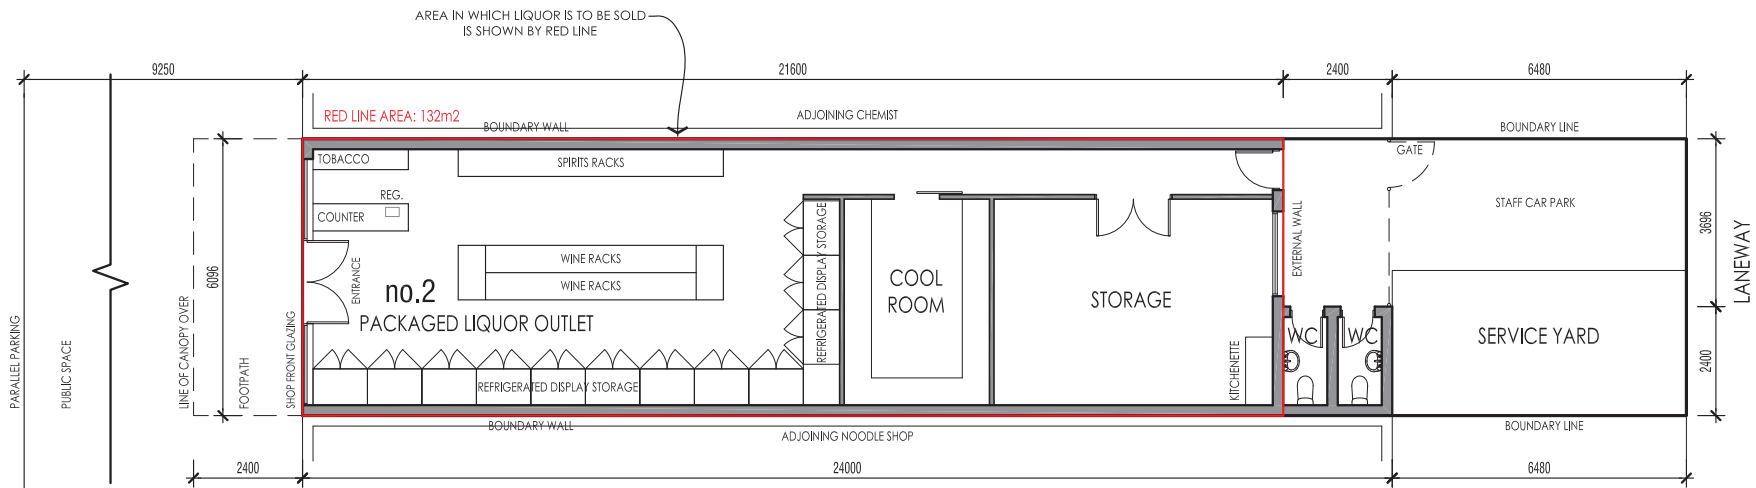 AREA IN WHICH LIQUOR IS TO BE SOLD
IS SHOWN BY RED LINE
9250
21600
2400
6480
RED LINE AREA: 132m2
ADJOINING CHEMIST
BOUNDARY WALL
BOUNDARY LINE
TOBACCO
SPIRITS RACKS
GATE
REG.
COUNTER
STAFF CAR PARK
3696
6096
ENTRANCE
WINE RACKS
WINE RACKS
REFRIGERATED DISPLAY STORAGE
REFRIGERATED DISPLAY STORAGE
COOL
ROOM
STORAGE
EXTERNAL WALL
LANEWAY
no.2
PACKAGED LIQUOR OUTLET
WC
WC
SERVICE YARD
2400
PARALLEL PARKING
PUBLIC SPACE
LINE OF CANOPY OVER
FOOTPATH
SHOP FRONT GLAZING
REFRIGERATED DISPLAY STORAGE
KITCHENETTE
BOUNDARY WALL
ADJOINING NOODLE SHOP
BOUNDARY LINE
2400
24000
6480